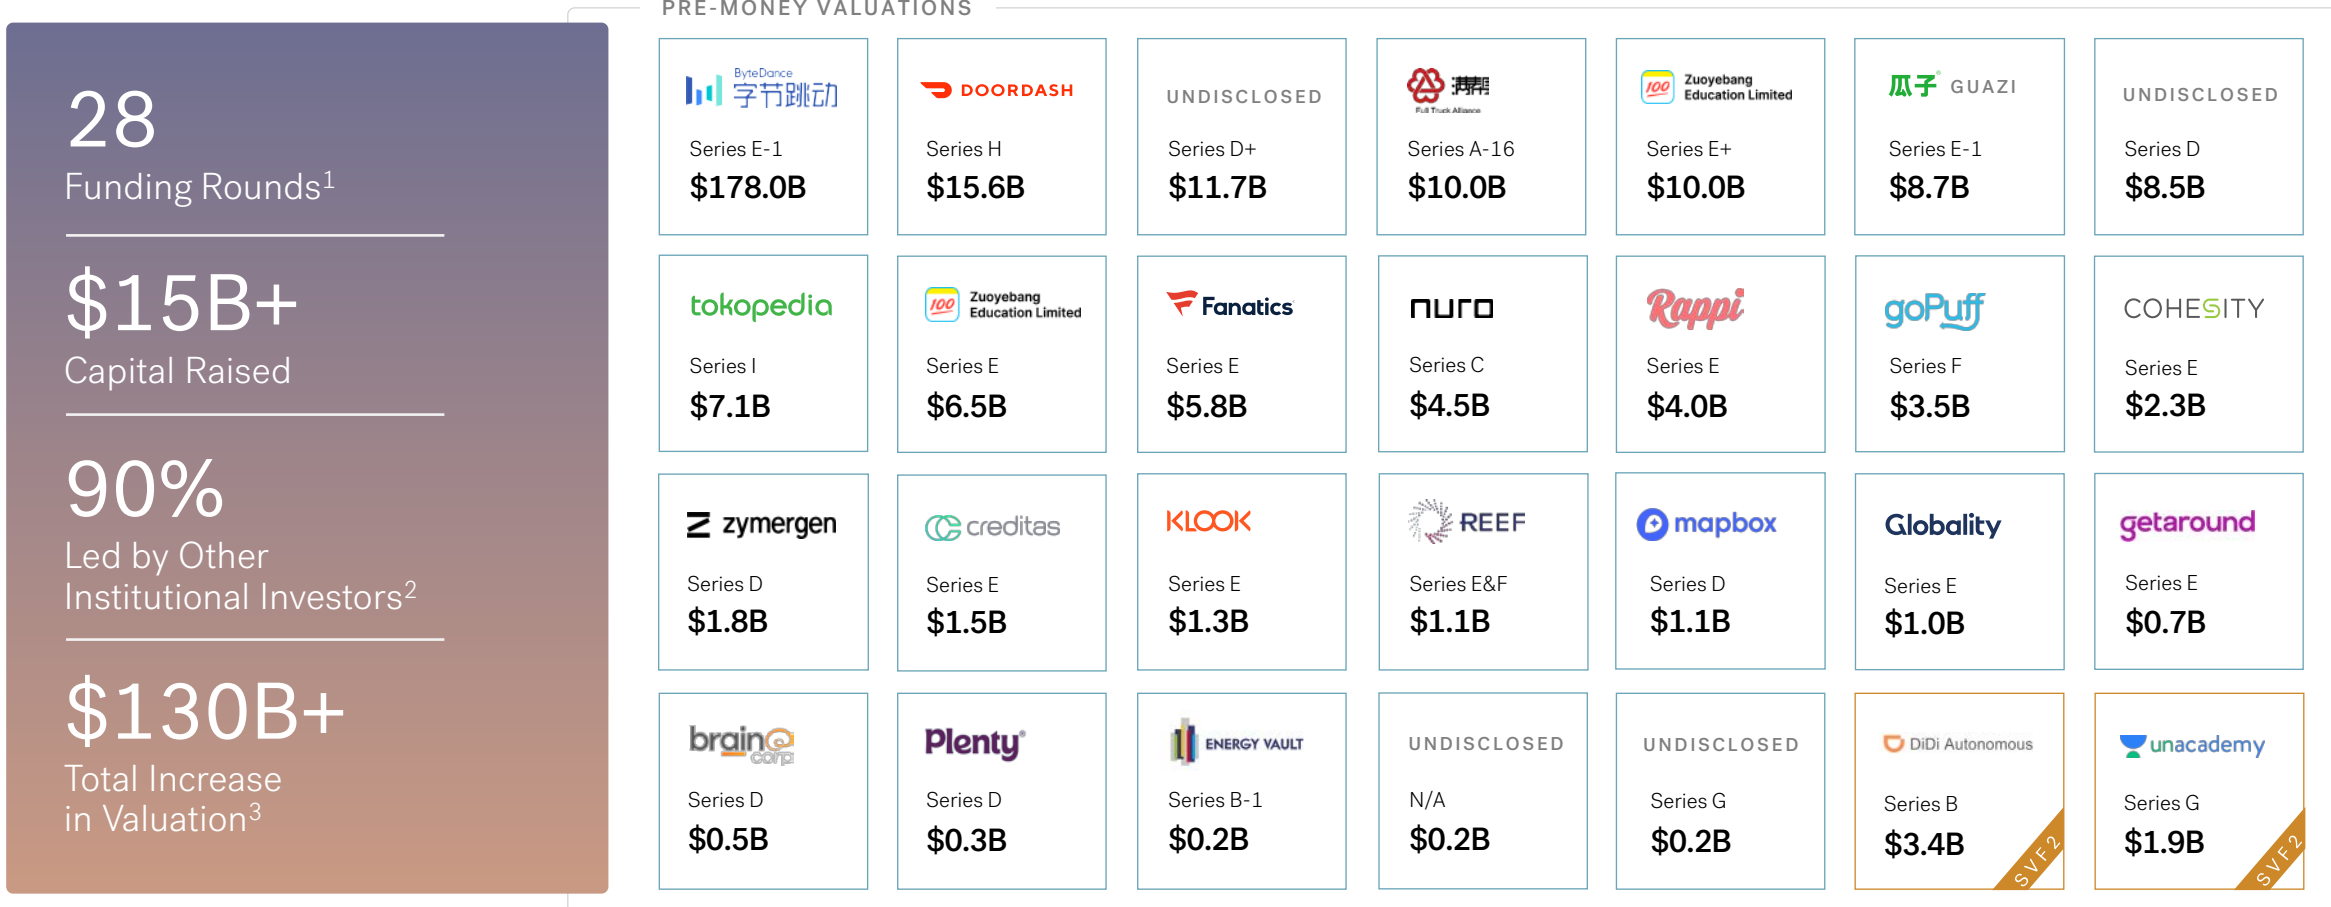 PRE-MONEY VALUATIONS
28
Funding Rounds1
$15B+
Capital Raised
90%
Led by Other
Institutional Investors2
$130B+
Total Increase
in Valuation3
ByteDance
字节跳动
Series E-1
$178.0B
DOORDASH
Series H
$15.6B
UNDISCLOSED
Series D+
$11.7B
满帮
Full Truck Alliance
Series A-16
$10.0B
100
Zuoyebang
Education Limited
Series E+
$10.0B
瓜子 GUAZI
Series E-1
$8.7B
UNDISCLOSED
Series D
$8.5B
tokopedia
Series I
$7.1B
100
Zuoyebang
Education Limited
Series E
$6.5B
Fanatics
Series E
$5.8B
nuro
Series C
$4.5B
Rappi
Series E
$4.0B
goPuff
Series F
$3.5B
COHESITY
Series E
$2.3B
zymergen
Series D
$1.8B
creditas
Series E
$1.5B
KLOOK
Series E
$1.3B
REEF
Series E&F
$1.1B
mapbox
Series D
$1.1B
Globality
Series E
$1.0B
getaround
Series E
$0.7B
brain
corp
Series D
$0.5B
Plenty®
Series D
$0.3B
ENERGY VAULT
Series B-1
$0.2B
UNDISCLOSED
N/A
$0.2B
UNDISCLOSED
Series G
$0.2B
DiDi Autonomous
Series B
$3.4B
SVF2
unacademy
Series G
$1.9B
SVF2